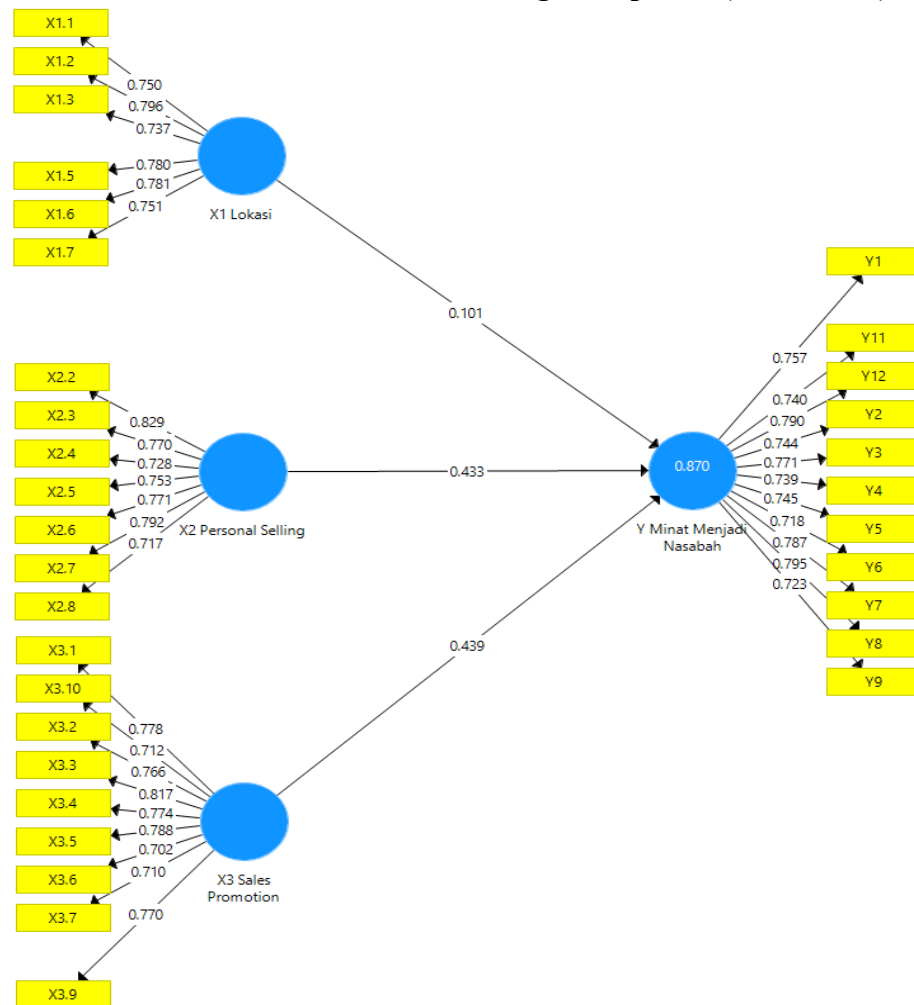 X1.1
X1.2
X1.3
X1.5
X1.6
X1.7
0.750
0.796
0.737
0.780
0.781
0.751
X1 Lokasi
0.101
X2.2
X2.3
X2.4
X2.5
X2.6
X2.7
X2.8
0.829
0.770
0.728
0.753
0.771
0.792
0.717
X2 Personal Selling
0.433
X3.1
X3.10
X3.2
X3.3
X3.4
X3.5
X3.6
X3.7
X3.9
0.778
0.712
0.766
0.817
0.774
0.788
0.702
0.710
0.770
X3 Sales
Promotion
0.439
0.870
Y Minat Menjadi
Nasabah
0.757
0.740
0.790
0.744
0.771
0.739
0.745
0.718
0.787
0.795
0.723
Y1
Y11
Y12
Y2
Y3
Y4
Y5
Y6
Y7
Y8
Y9